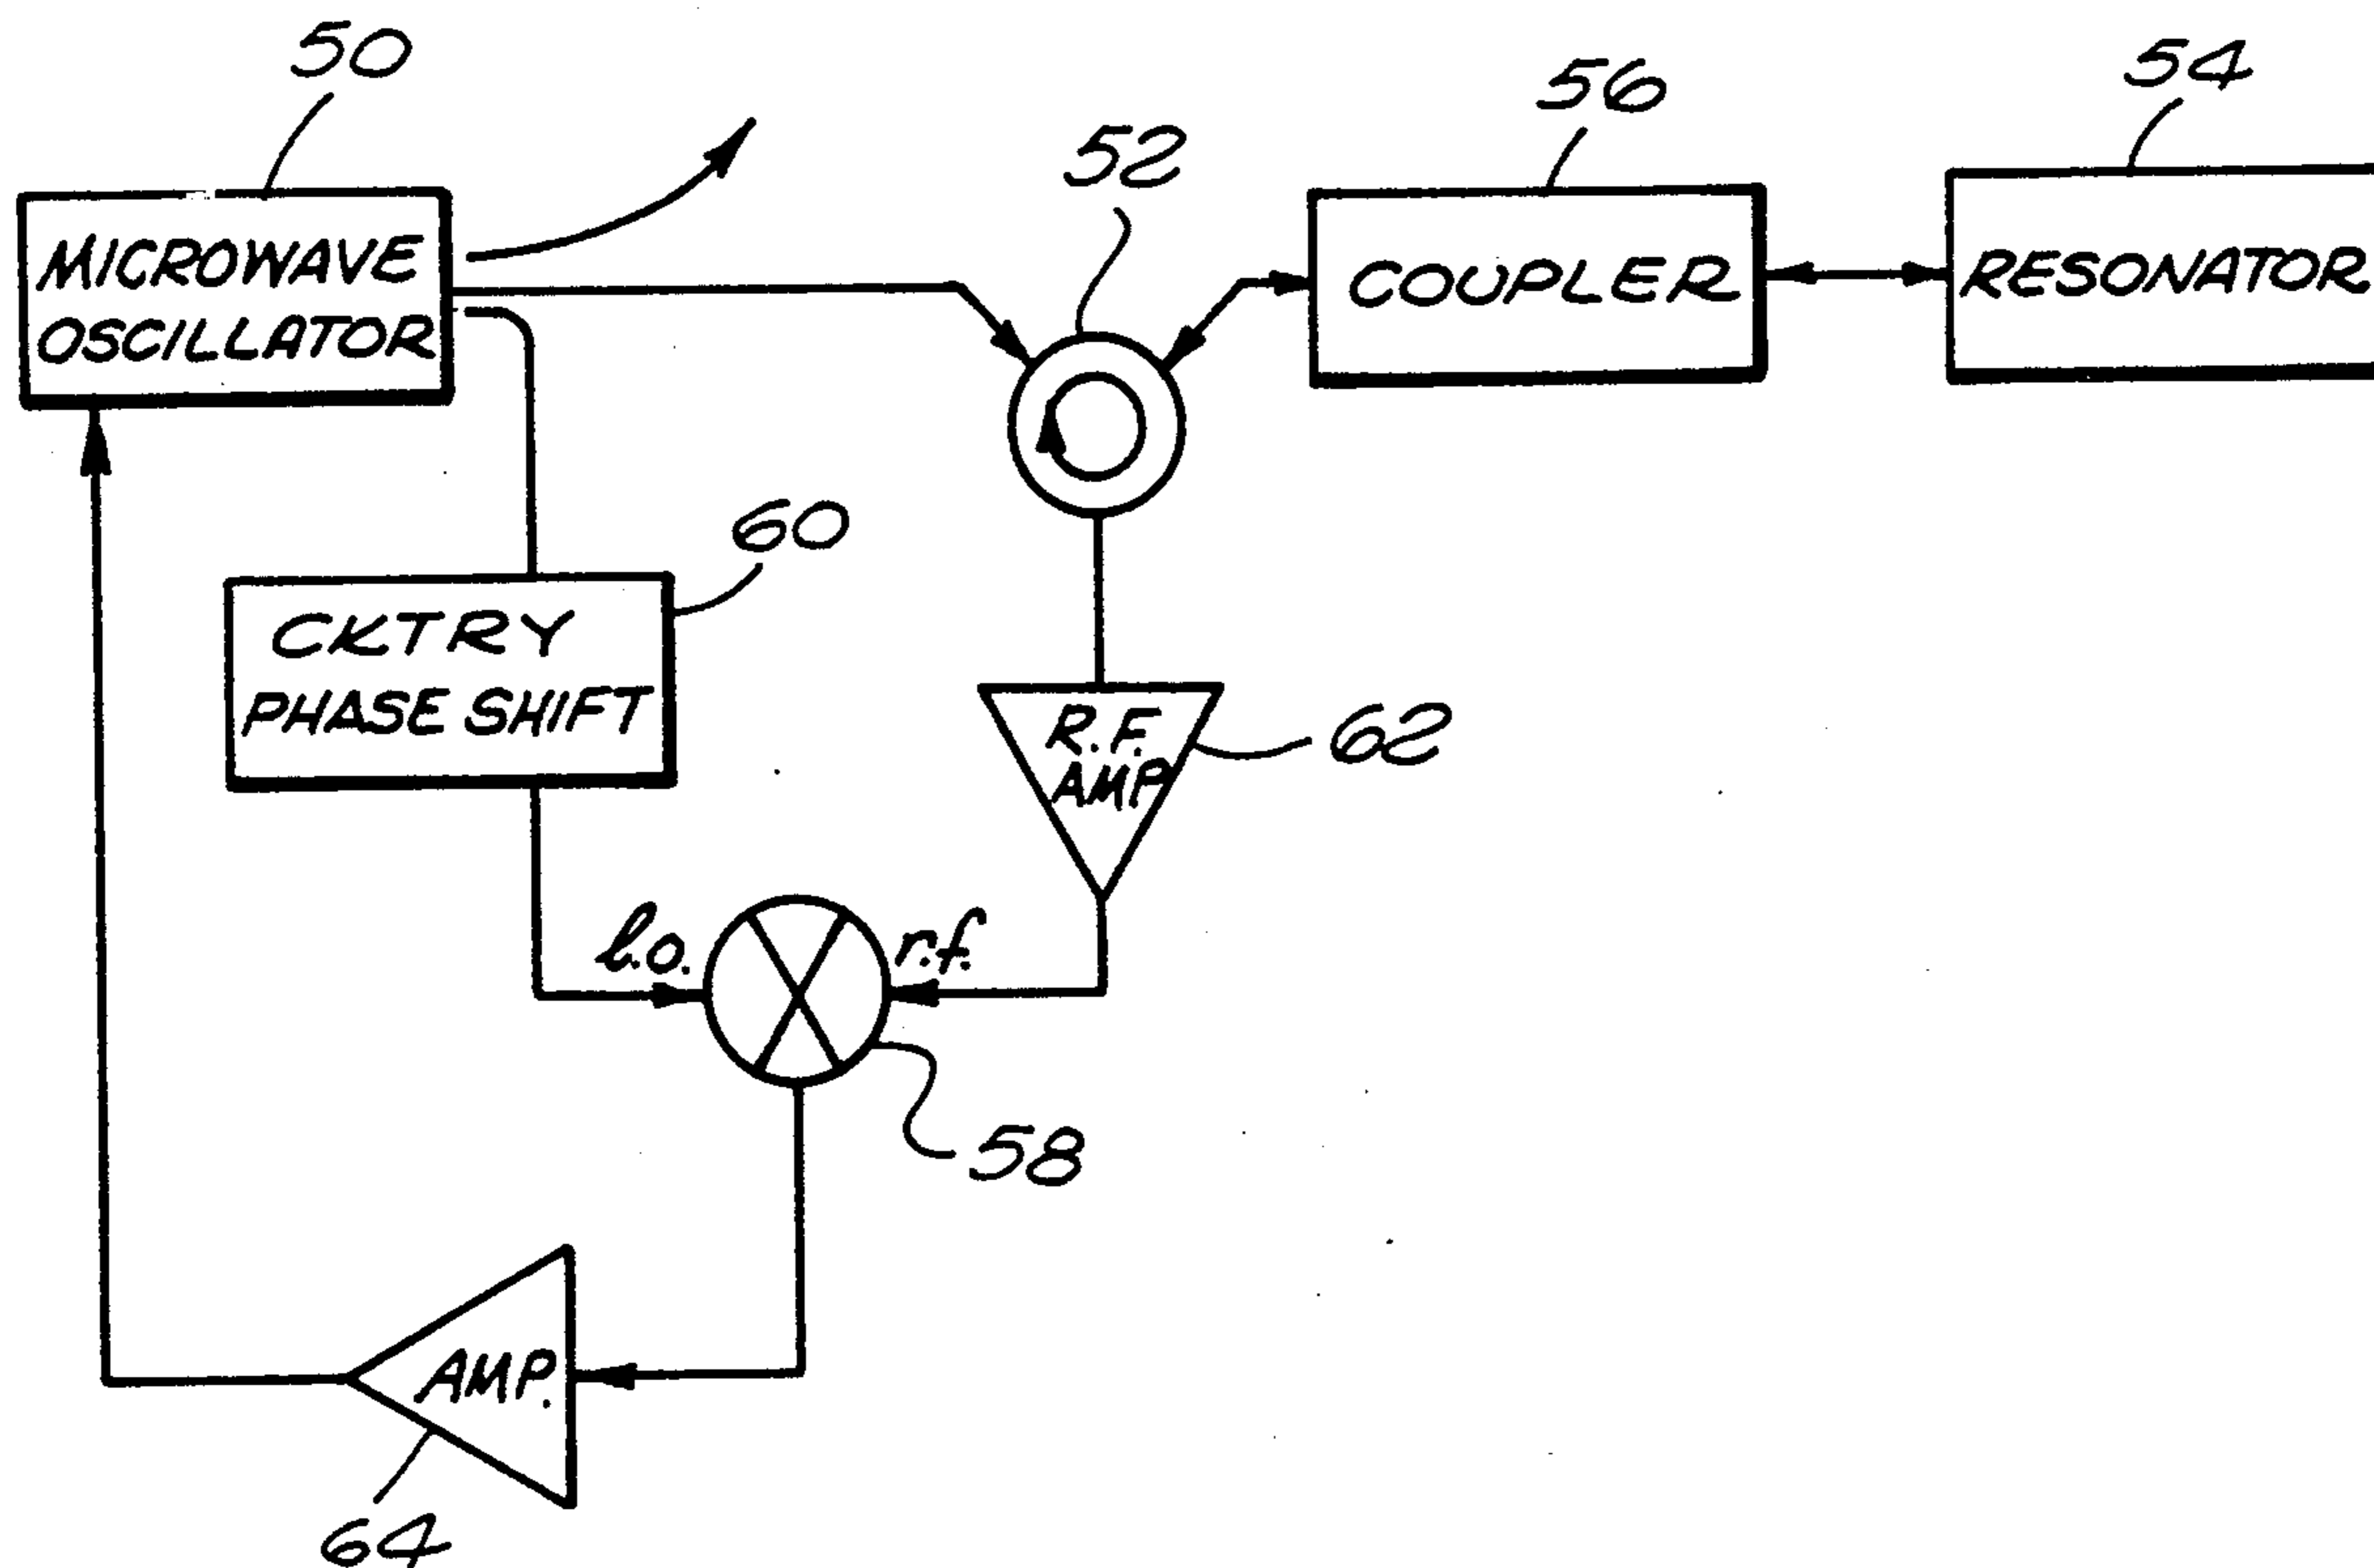 50
56
54
52
MICROWAVE
OSCILLATOR
COUPLER
RESONATOR
60
CKTRY
PHASE SHIFT
R.F.
AMP
62
l.o.
r.f.
58
AMP.
64